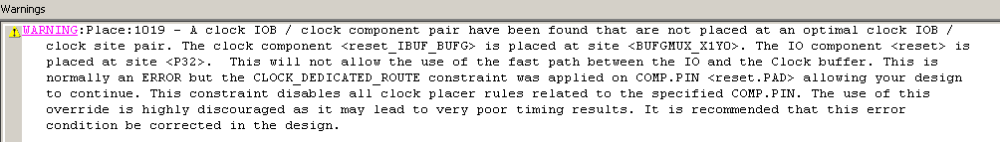 Warnings
WARNING:Place:1019 - A clock IOB / clock component pair have been found that are not placed at an optimal clock IOB /
clock site pair. The clock component <reset_IBUF_BUFG> is placed at site <BUFGMUX_X1Y0>. The IO component <reset> is
placed at site <P32>.  This will not allow the use of the fast path between the IO and the Clock buffer. This is
normally an ERROR but the CLOCK_DEDICATED_ROUTE constraint was applied on COMP.PIN <reset.PAD> allowing your design
to continue. This constraint disables all clock placer rules related to the specified COMP.PIN. The use of this
override is highly discouraged as it may lead to very poor timing results. It is recommended that this error
condition be corrected in the design.